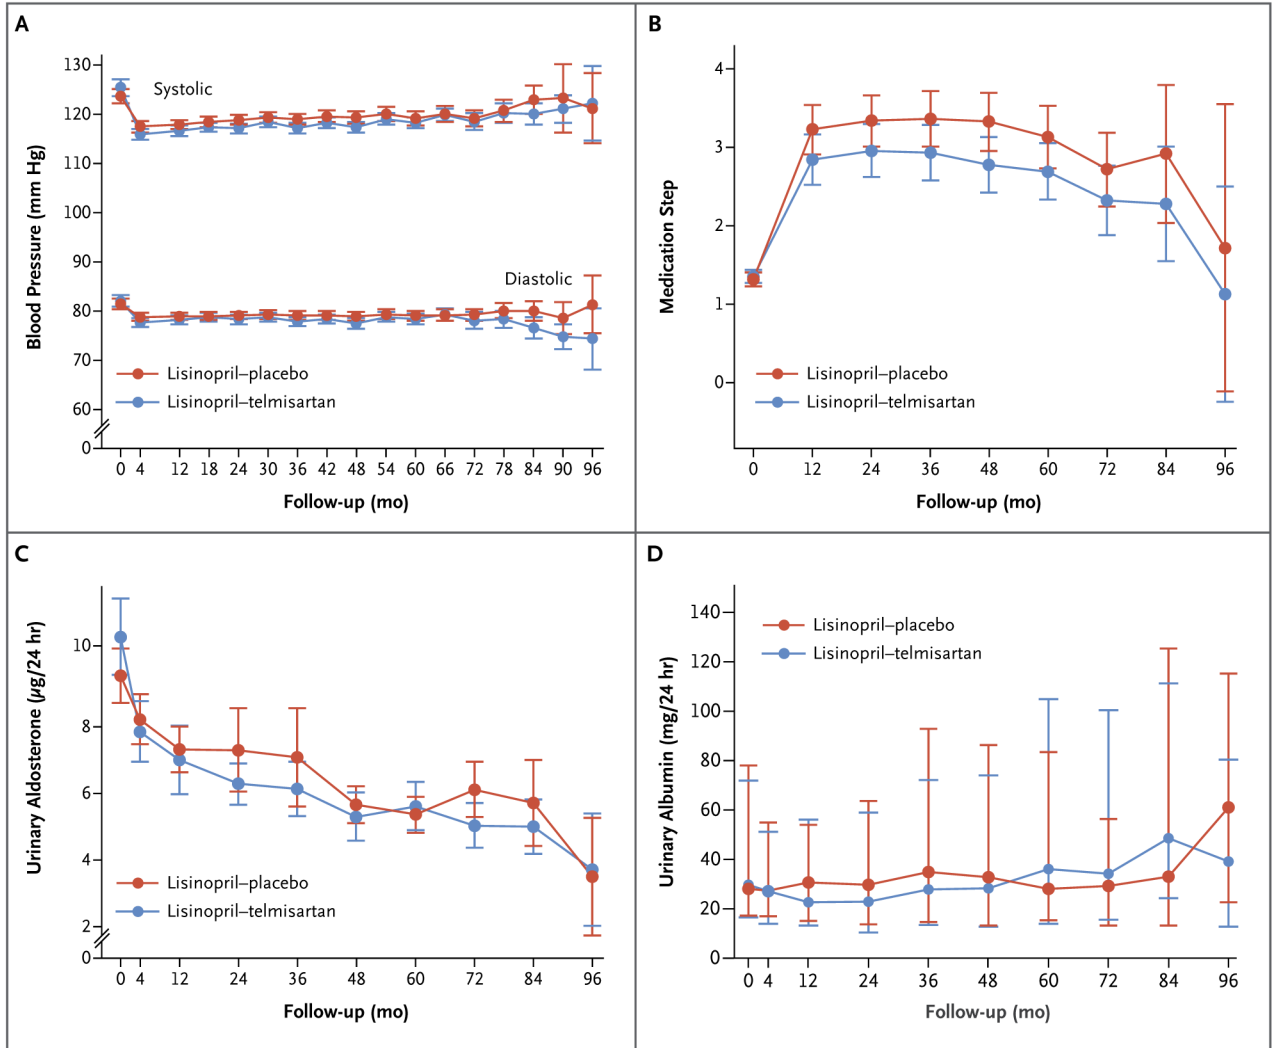 A
Blood Pressure (mm Hg)
130
120
110
100
90
80
70
60
0
Systolic
Diastolic
Lisinopril–placebo
Lisinopril–telmisartan
0 4 12 18 24 30 36 42 48 54 60 66 72 78 84 90 96
Follow-up (mo)
B
Medication Step
4
3
2
1
0
Lisinopril–placebo
Lisinopril–telmisartan
0 12 24 36 48 60 72 84 96
Follow-up (mo)
C
Urinary Aldosterone (µg/24 hr)
10
8
6
4
2
0
Lisinopril–placebo
Lisinopril–telmisartan
0 4 12 24 36 48 60 72 84 96
Follow-up (mo)
D
Urinary Albumin (mg/24 hr)
140
120
100
80
60
40
20
0
Lisinopril–placebo
Lisinopril–telmisartan
0 4 12 24 36 48 60 72 84 96
Follow-up (mo)